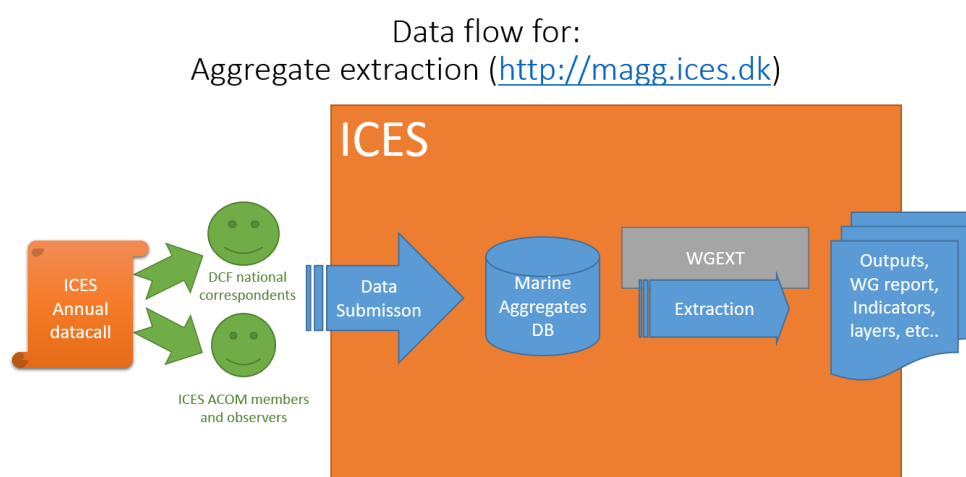 Data flow for:
Aggregate extraction (http://magg.ices.dk)
ICES
ICES
Annual
datacall
DCF national
correspondents
ICES ACOM members
and observers
Data
Submisson
Marine
Aggregates
DB
WGEXT
Extraction
Outputs,
WG report,
Indicators,
layers, etc..